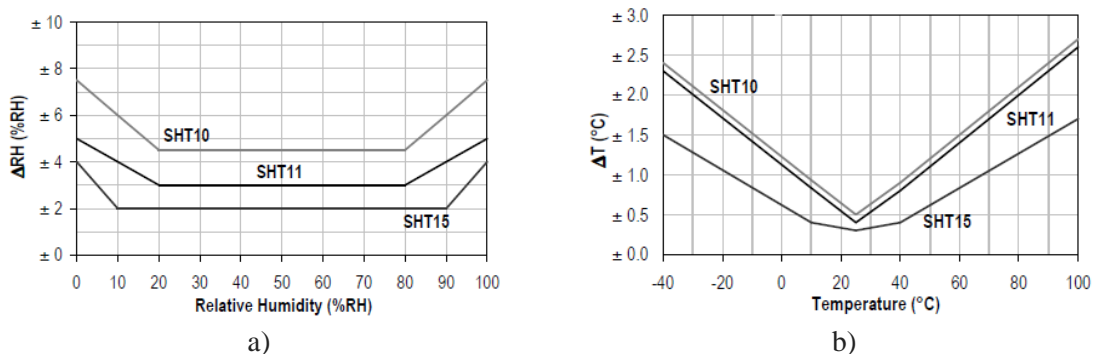 ± 10
± 8
± 6
± 4
± 2
± 0
ΔRH (%RH)
SHT10
SHT11
SHT15
0 10 20 30 40 50 60 70 80 90 100
Relative Humidity (%RH)
a)
± 3.0
± 2.5
± 2.0
± 1.5
± 1.0
± 0.5
± 0.0
ΔT (°C)
SHT10
SHT11
SHT15
-40 -20 0 20 40 60 80 100
Temperature (°C)
b)